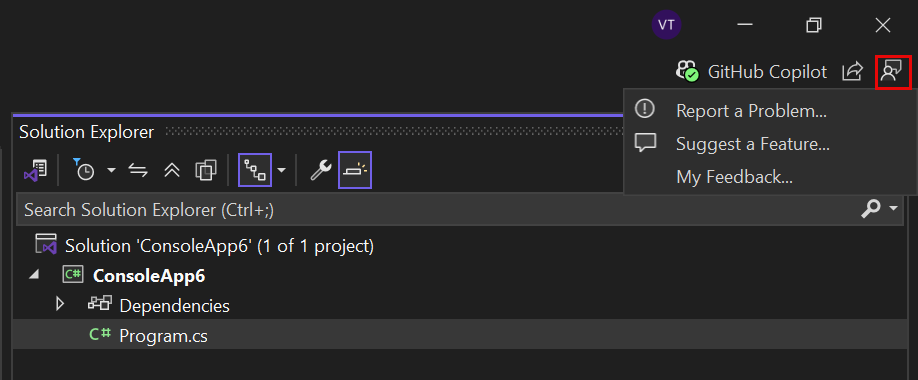 VT
GitHub Copilot
Report a Problem...
Suggest a Feature...
My Feedback...
Solution Explorer
Search Solution Explorer (Ctrl+;)
Solution 'ConsoleApp6' (1 of 1 project)
C# ConsoleApp6
Dependencies
C# Program.cs